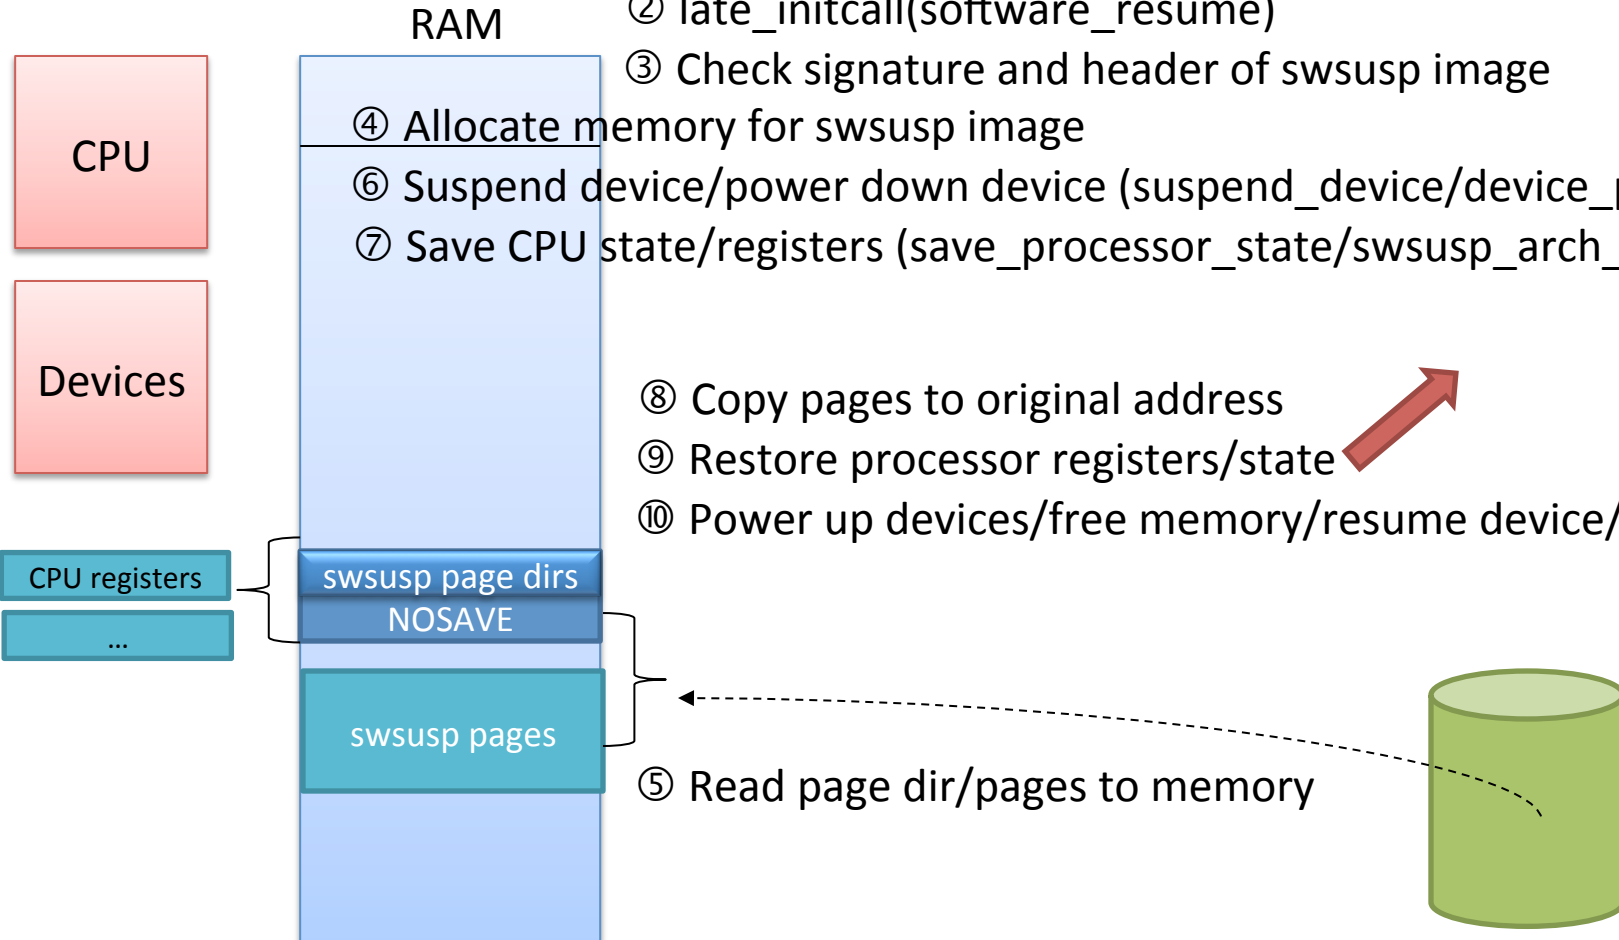 RAM
② late_initcall(software_resume)
③ Check signature and header of swsusp image
④ Allocate memory for swsusp image
CPU
⑥ Suspend device/power down device (suspend_device/device_
⑦ Save CPU state/registers (save_processor_state/swsusp_arch_
Devices
⑧ Copy pages to original address
⑨ Restore processor registers/state
⑩ Power up devices/free memory/resume device/
CPU registers
swsusp page dirs
NOSAVE
…
swsusp pages
⑤ Read page dir/pages to memory